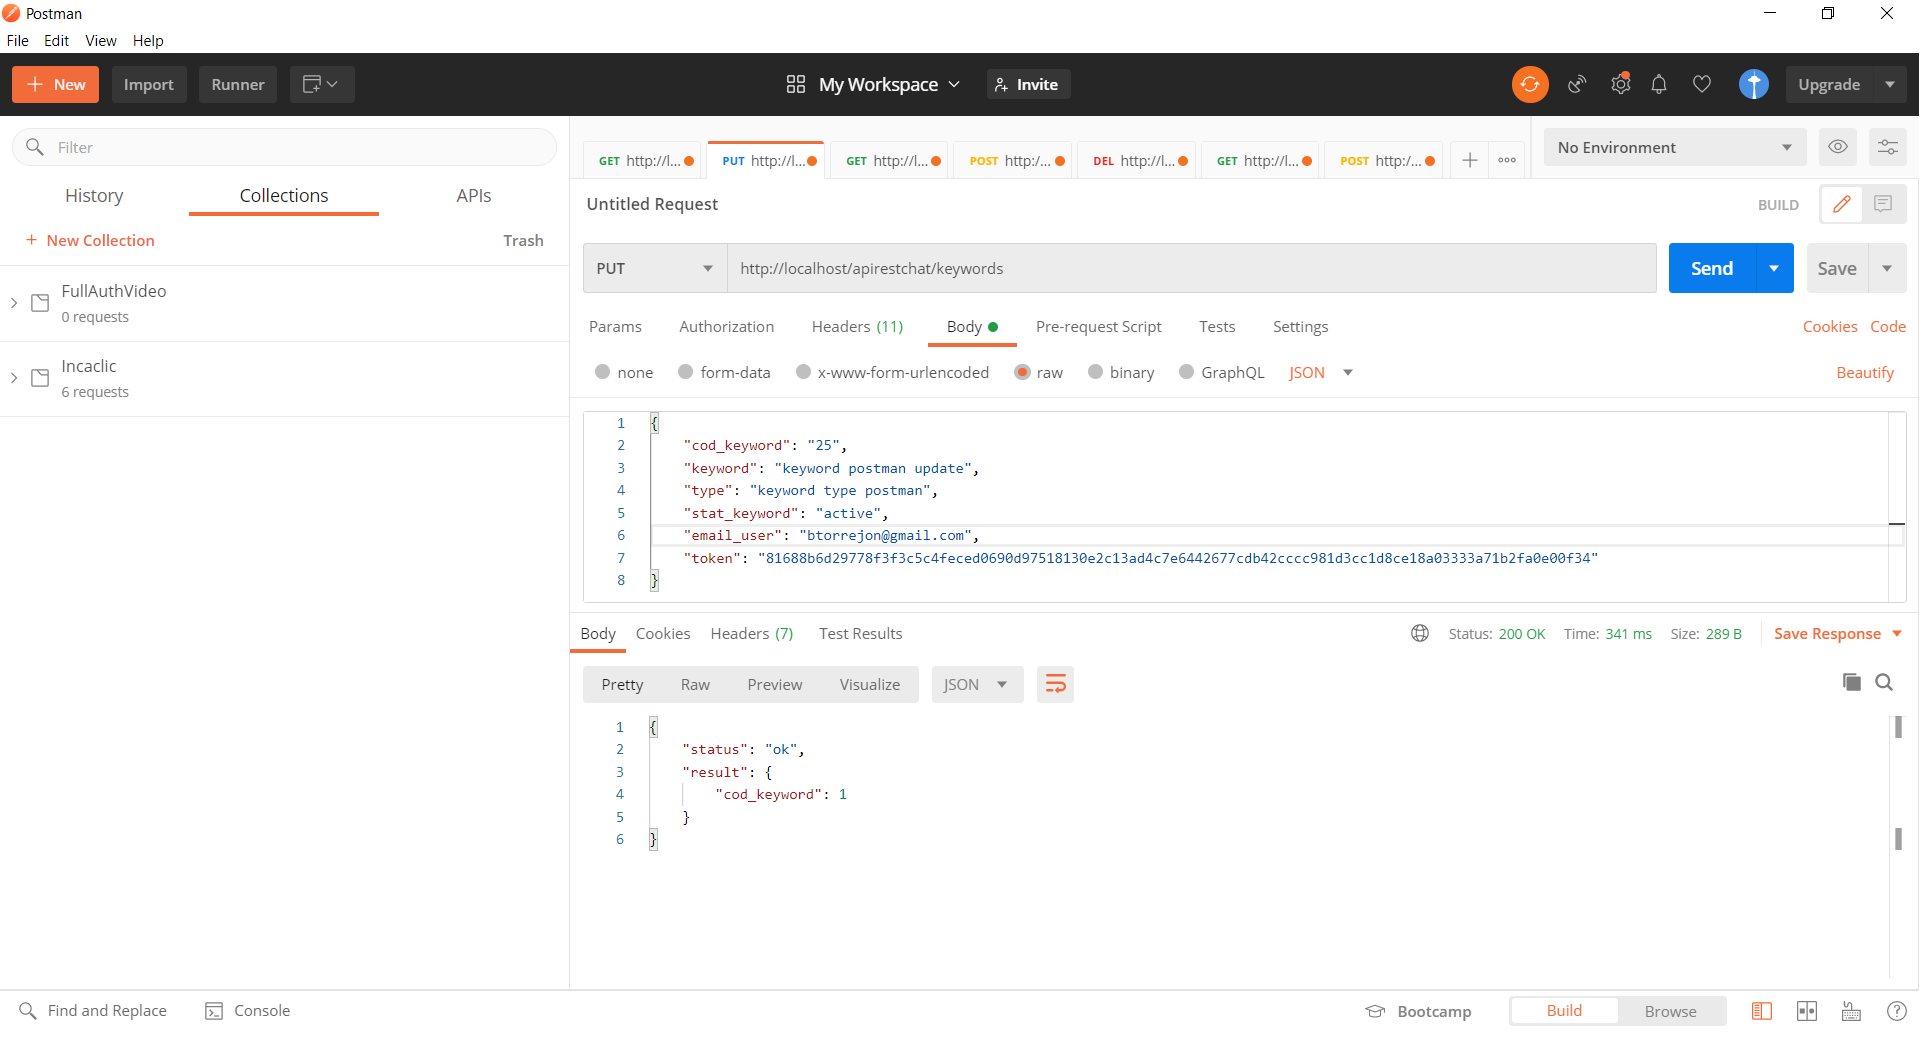 Postman
File Edit View Help
New Import Runner My Workspace Invite Upgrade
Filter
History Collections APIs
+ New Collection Trash
FullAuthVideo
0 requests
Incaclic
6 requests
GET http://l... PUT http://l... GET http://l... POST http:/... DEL http://l... GET http://l... POST http:/... No Environment
Untitled Request BUILD
PUT http://localhost/apirestchat/keywords Send Save
Params Authorization Headers (11) Body Pre-request Script Tests Settings Cookies Code
none form-data x-www-form-urlencoded raw binary GraphQL JSON Beautify
1 {
2 "cod_keyword": "25",
3 "keyword": "keyword postman update",
4 "type": "keyword type postman",
5 "stat_keyword": "active",
6 "email_user": "btorrejon@gmail.com",
7 "token": "81688b6d29778f3f3c5c4feced0690d97518130e2c13ad4c7e6442677cdb42cccc981d3cc1d8ce18a03333a71b2fa0e00f34"
8 }
Body Cookies Headers (7) Test Results Status: 200 OK Time: 341 ms Size: 289 B Save Response
Pretty Raw Preview Visualize JSON
1 {
2 "status": "ok",
3 "result": {
4 "cod_keyword": 1
5 }
6 }
Find and Replace Console Bootcamp Build Browse